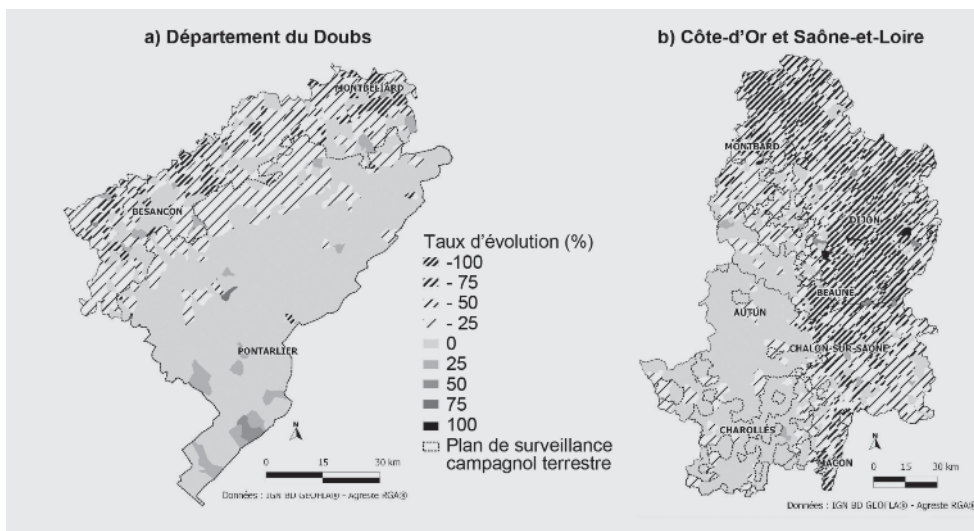 a) Département du Doubs
b) Côte-d'Or et Saône-et-Loire
MONTBELIARD
BESANÇON
PONTARLIER
N
0 15 30 km
Données : IGN BD GEOFLA® - Agreste RGA®
Taux d'évolution (%)
-100
- 75
- 50
- 25
0
25
50
75
100
Plan de surveillance
campagnol terrestre
MONTBARD
DIJON
BEAUNE
AUTUN
CHALON-SUR-SAONE
CHAROLLES
MACON
N
0 15 30 km
Données : IGN BD GEOFLA® - Agreste RGA®